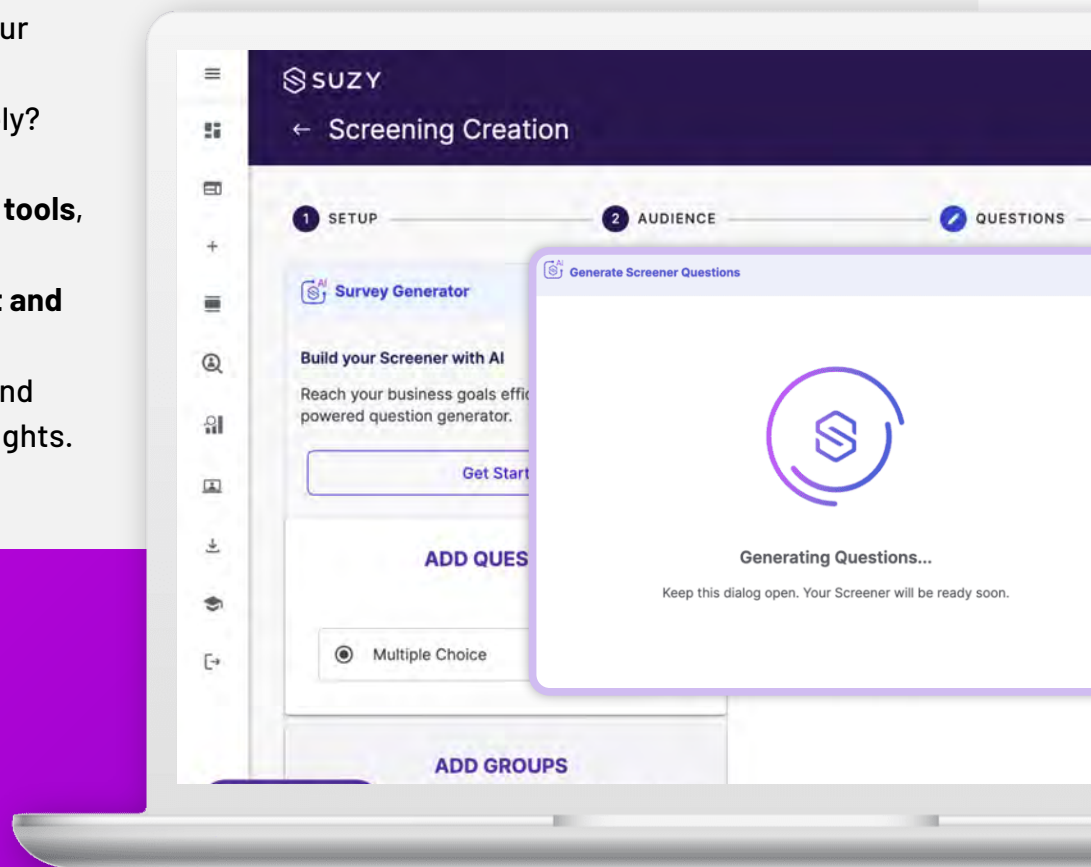 ur
ly?
tools,
t and
nd
ghts.
SUZY
← Screening Creation
1 SETUP
2 AUDIENCE
QUESTIONS
AI Survey Generator
Build your Screener with AI
Reach your business goals effic
powered question generator.
Get Start
ADD QUES
Multiple Choice
ADD GROUPS
AI Generate Screener Questions
Generating Questions...
Keep this dialog open. Your Screener will be ready soon.